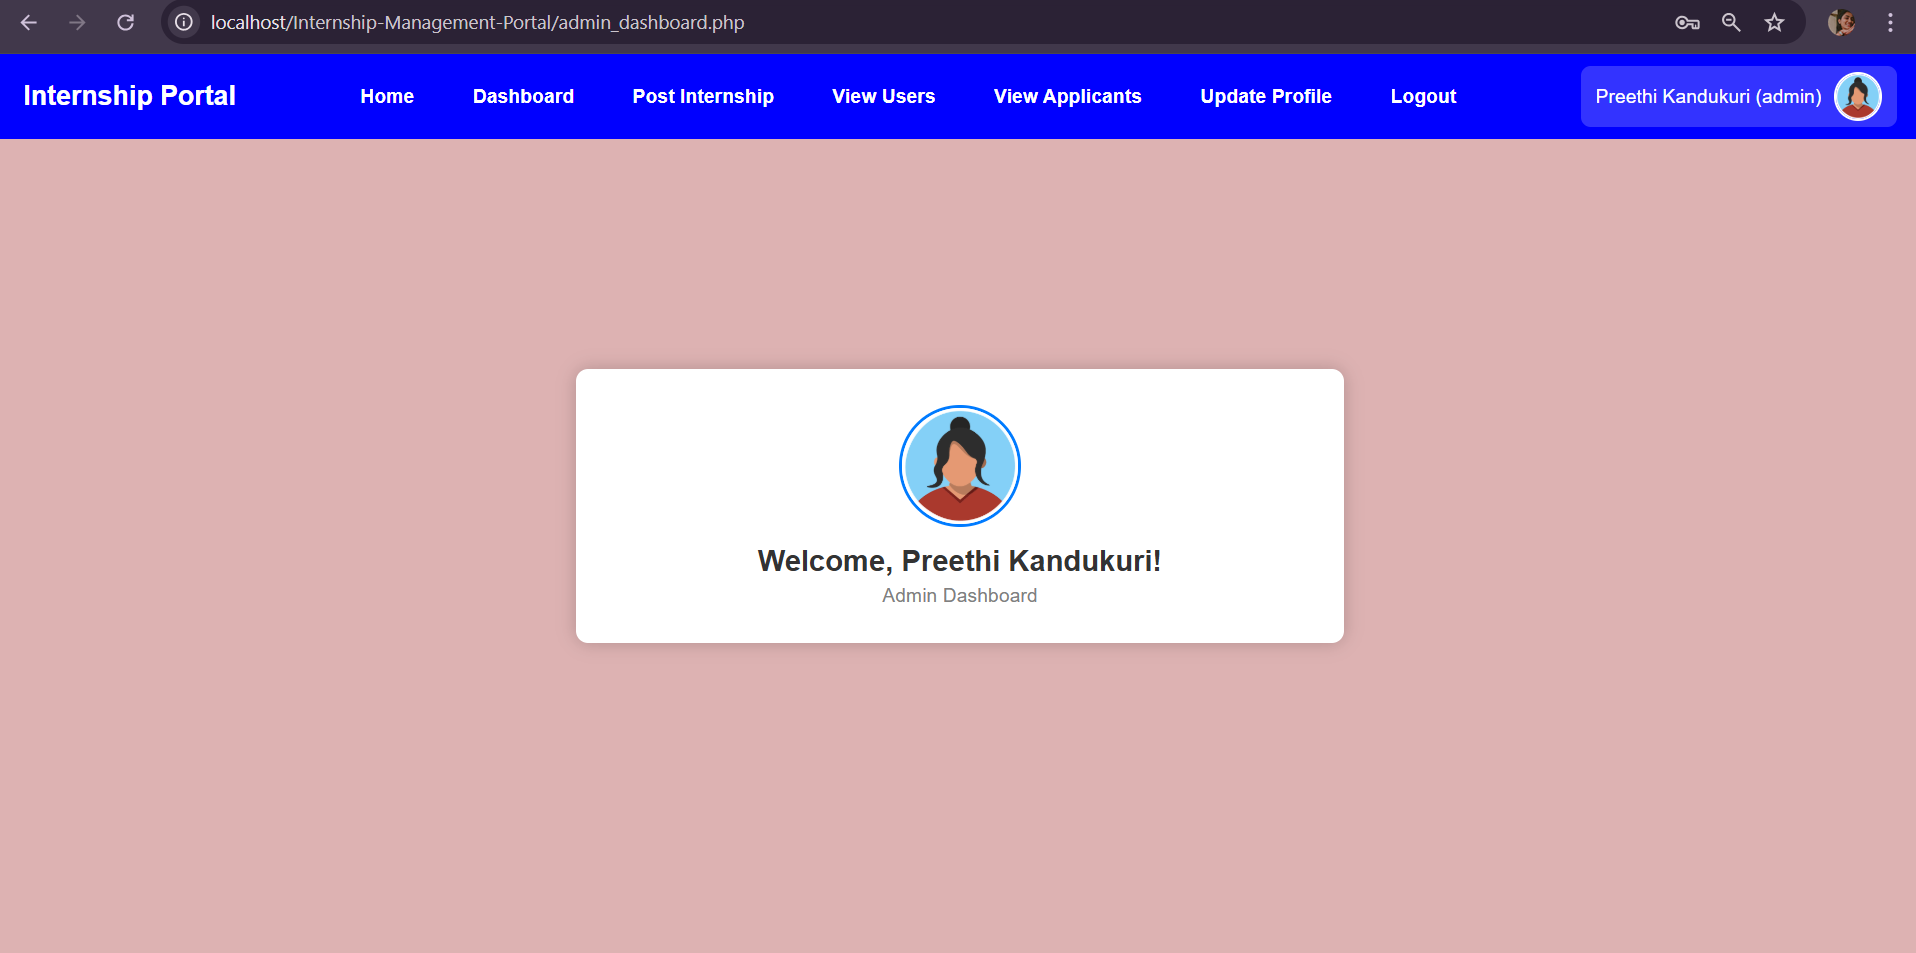 localhost/Internship-Management-Portal/admin_dashboard.php
Internship Portal
Home
Dashboard
Post Internship
View Users
View Applicants
Update Profile
Logout
Preethi Kandukuri (admin)
Welcome, Preethi Kandukuri!
Admin Dashboard